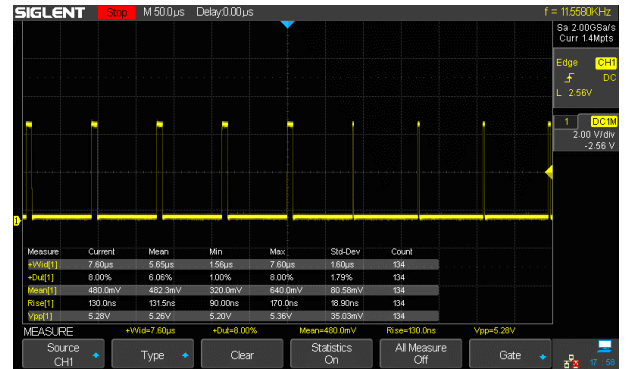 SIGLENT Stop M 50.0µs Delay:0.00µs f = 11.5580KHz
Sa 2.00GSa/s
Curr 1.4Mpts
Edge CH1
DC
L 2.56V
1 DC1M
2.00 V/div
-2.56 V
1
Measure Current Mean Min Max Std-Dev Count
+Wid[1] 7.60µs 5.65µs 1.56µs 7.60µs 1.60µs 134
+Dut[1] 8.00% 6.06% 1.00% 8.00% 1.79% 134
Mean[1] 480.0mV 482.3mV 320.0mV 640.0mV 80.58mV 134
Rise[1] 130.0ns 131.5ns 90.00ns 170.0ns 18.90ns 134
Vpp[1] 5.28V 5.26V 5.20V 5.36V 35.03mV 134
MEASURE +Wid=7.60µs +Dut=8.00% Mean=480.0mV Rise=130.0ns Vpp=5.28V
Source Type Clear Statistics All Measure Gate
CH1 On Off
17:58